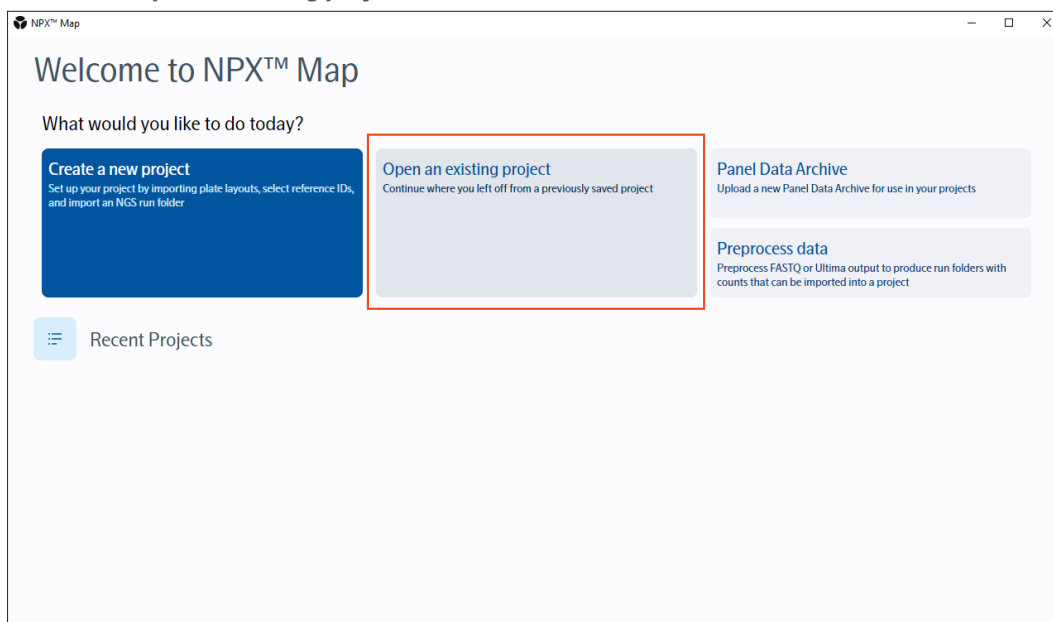 NPX™ Map
Welcome to NPX™ Map
What would you like to do today?
Create a new project
Set up your project by importing plate layouts, select reference IDs,
and import an NGS run folder
Open an existing project
Continue where you left off from a previously saved project
Panel Data Archive
Upload a new Panel Data Archive for use in your projects
Preprocess data
Preprocess FASTQ or Ultima output to produce run folders with
counts that can be imported into a project
Recent Projects